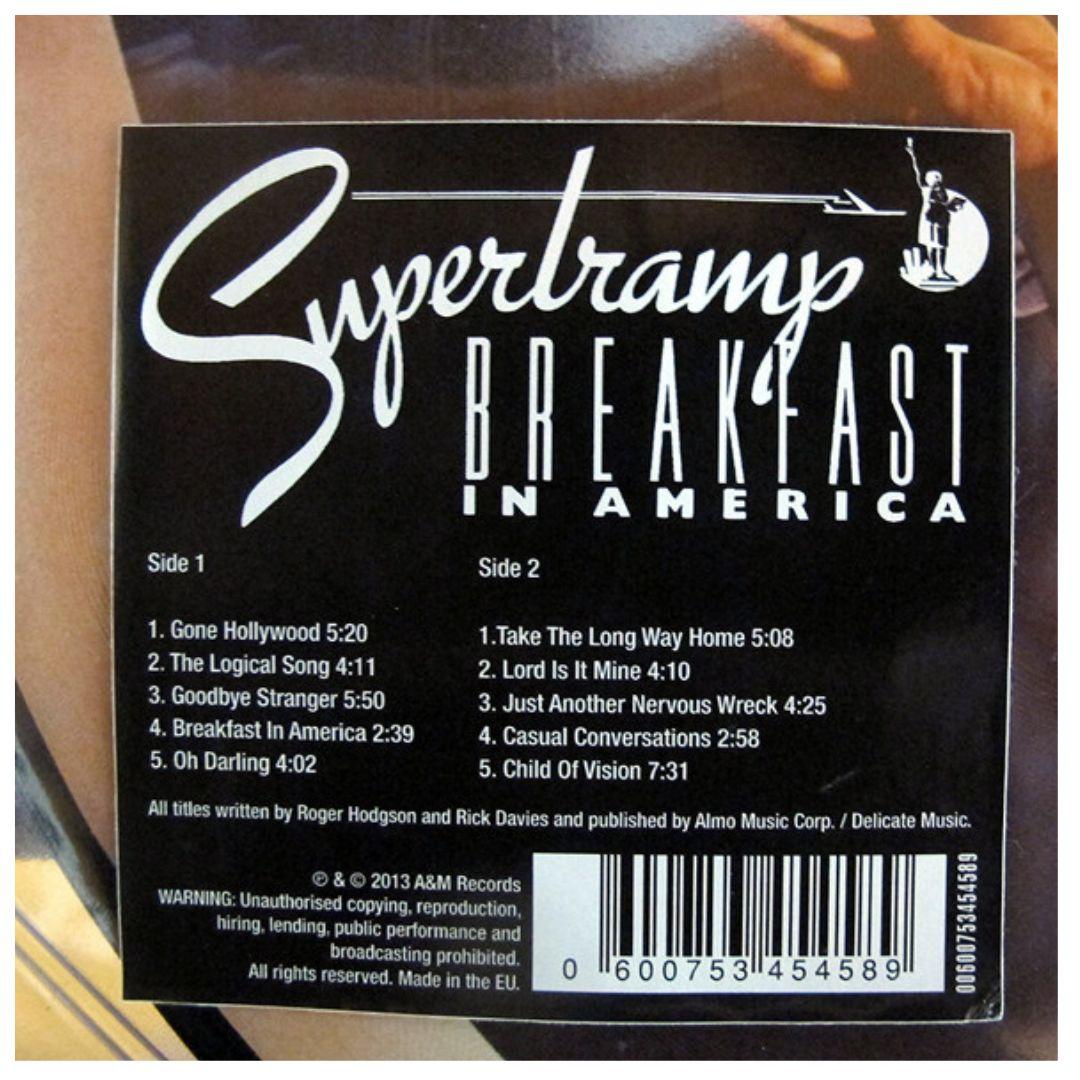 Supertramp
BREAKFAST
IN AMERICA
Side 1
1. Gone Hollywood 5:20
2. The Logical Song 4:11
3. Goodbye Stranger 5:50
4. Breakfast In America 2:39
5. Oh Darling 4:02
Side 2
1.Take The Long Way Home 5:08
2. Lord Is It Mine 4:10
3. Just Another Nervous Wreck 4:25
4. Casual Conversations 2:58
5. Child Of Vision 7:31
All titles written by Roger Hodgson and Rick Davies and published by Almo Music Corp. / Delicate Music.
℗ & © 2013 A&M Records
WARNING: Unauthorised copying, reproduction,
hiring, lending, public performance and
broadcasting prohibited.
All rights reserved. Made in the EU.
0 600753 454589
00600753454589